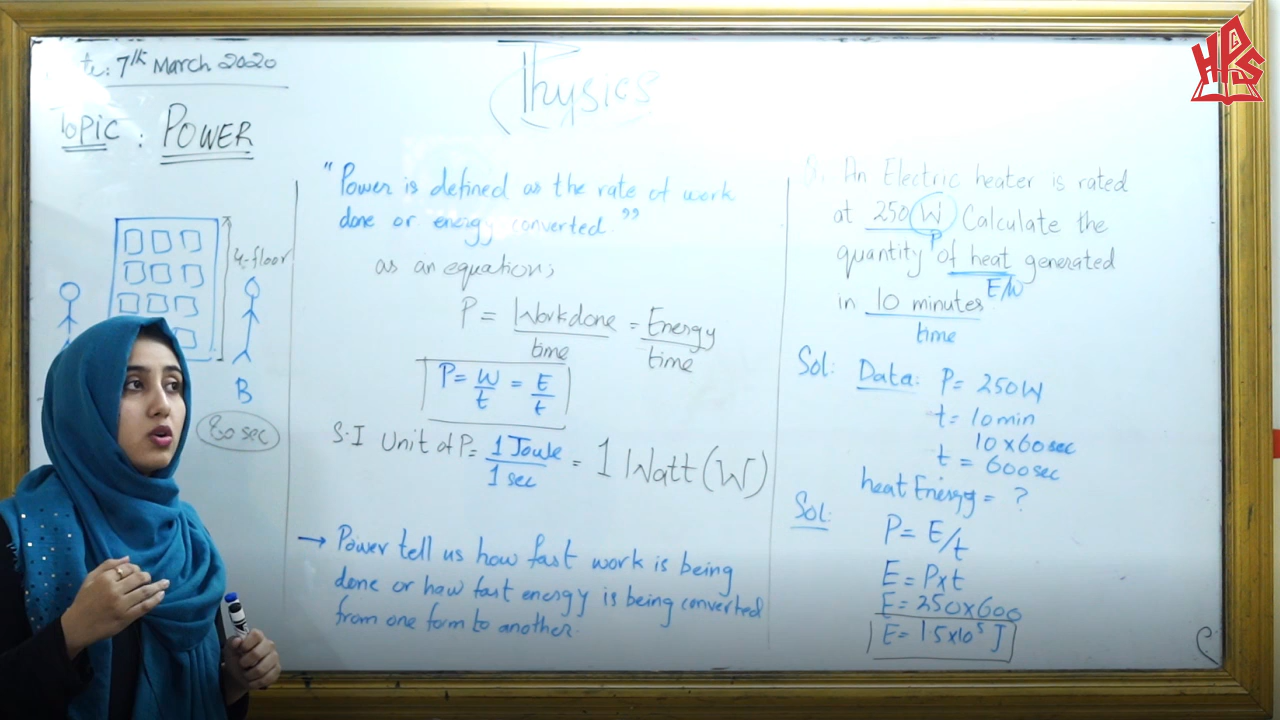 7th March 2020
Topic : POWER
4-floor
B
80 sec
Physics
"Power is defined as the rate of work
done or energy converted."
as an equation;
P = Workdone/time = Energy/time
P = W/t = E/t
S.I Unit of P = 1 Joule/1 sec = 1 Watt (W)
→ Power tell us how fast work is being
done or how fast energy is being converted
from one form to another.
An Electric heater is rated
at 250 W Calculate the
P
quantity of heat generated
E/W
in 10 minutes
time
Sol: Data: P = 250W
t = 10 min
10 x 60 sec
t = 600 sec
heat Energy = ?
Sol:
P = E/t
E = P x t
E = 250 x 600
E = 1.5 x 10⁵ J
HPS